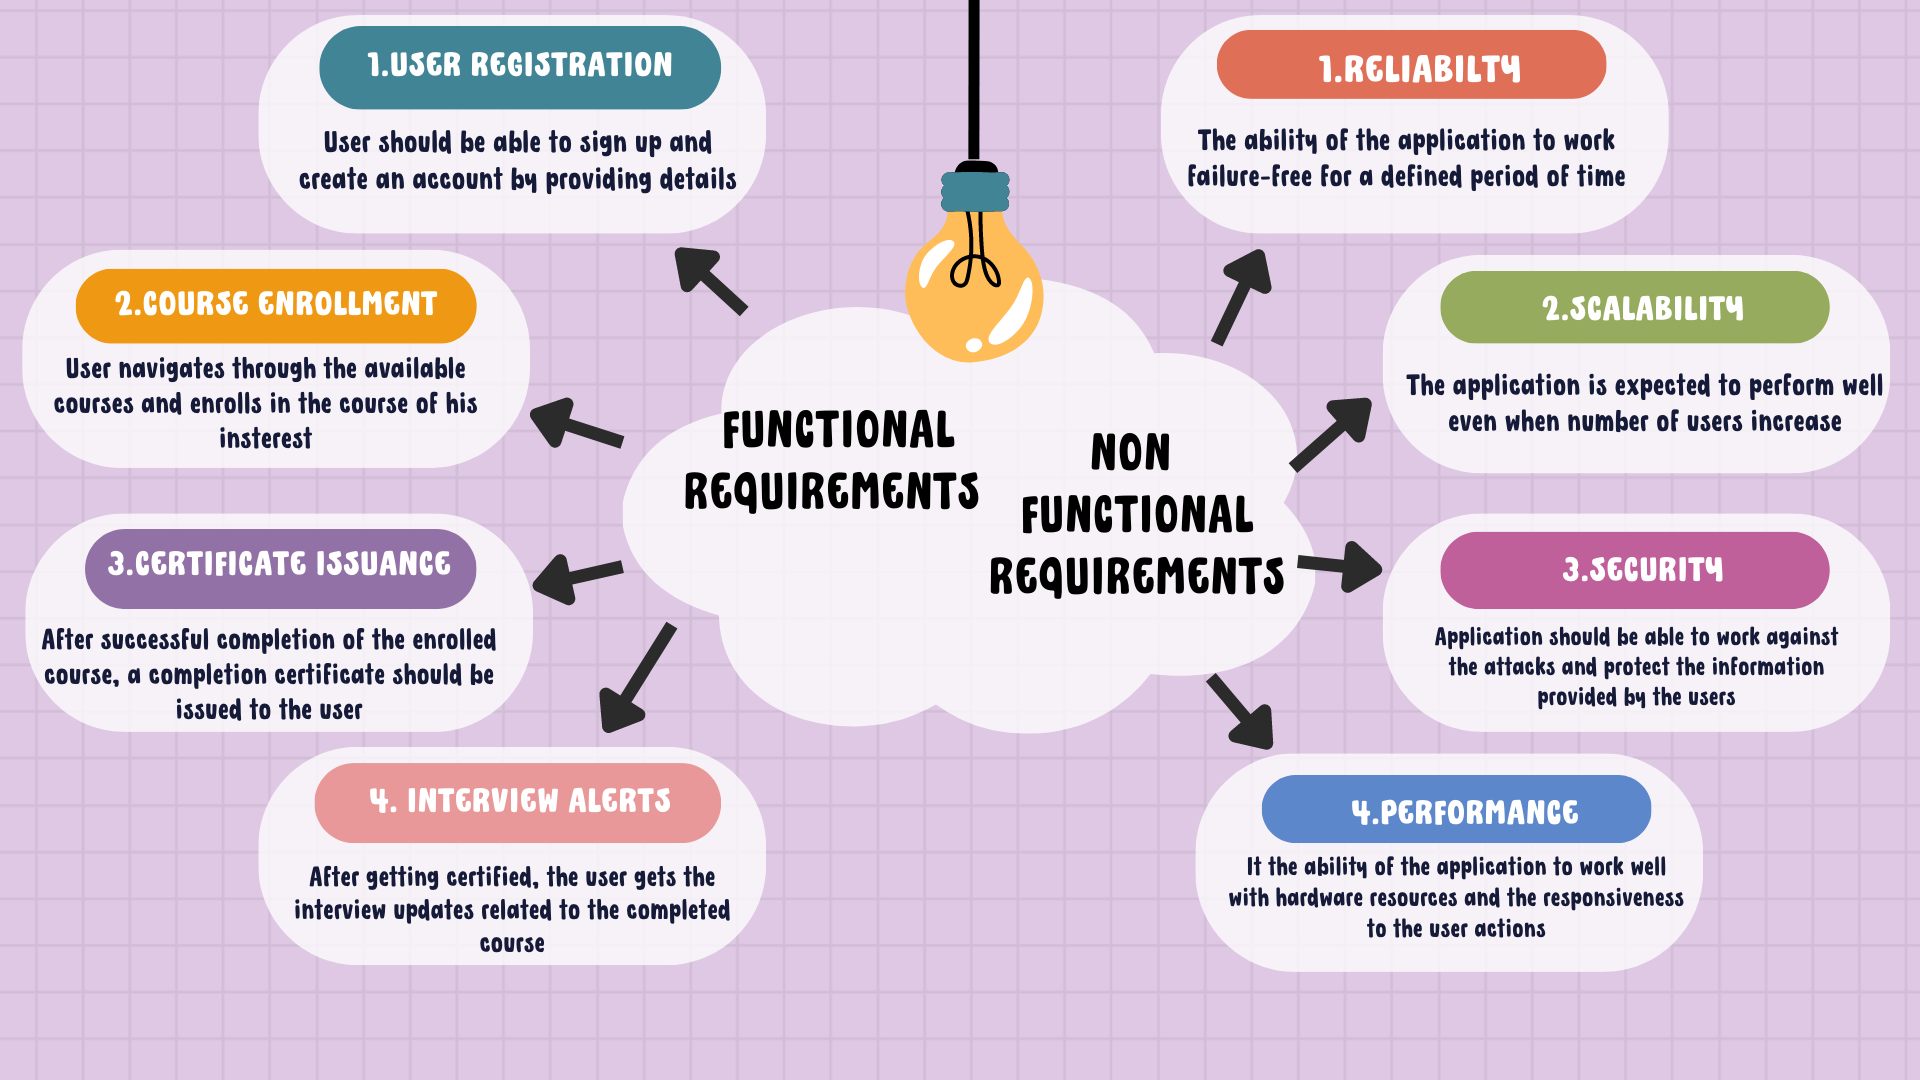 1.USER REGISTRATION
User should be able to sign up and
create an account by providing details
2.COURSE ENROLLMENT
User navigates through the available
courses and enrolls in the course of his
insterest
3.CERTIFICATE ISSUANCE
After successful completion of the enrolled
course, a completion certificate should be
issued to the user
4. INTERVIEW ALERTS
After getting certified, the user gets the
interview updates related to the completed
course
FUNCTIONAL
REQUIREMENTS
NON
FUNCTIONAL
REQUIREMENTS
1.RELIABILTY
The ability of the application to work
failure-free for a defined period of time
2.SCALABILITY
The application is expected to perform well
even when number of users increase
3.SECURITY
Application should be able to work against
the attacks and protect the information
provided by the users
4.PERFORMANCE
It the ability of the application to work well
with hardware resources and the responsiveness
to the user actions